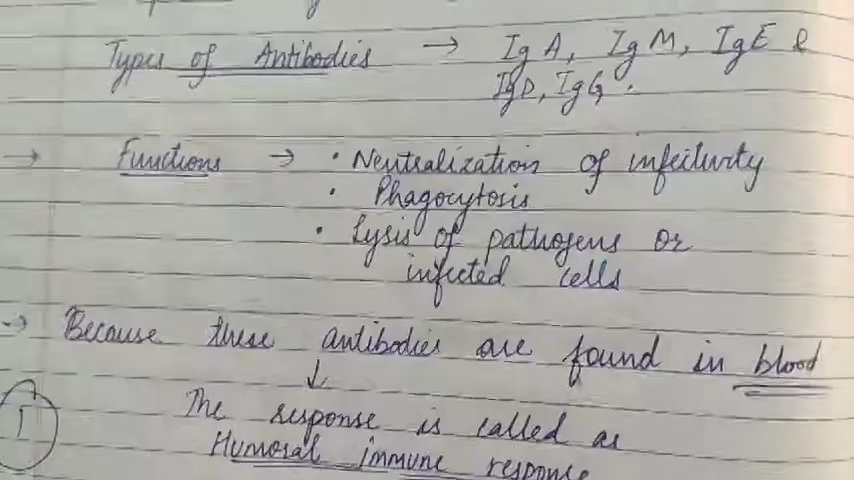 Types of Antibodies → IgA, IgM, IgE &
IgD, IgG.
→ Functions → • Neutralization of infectivity
• Phagocytosis
• Lysis of pathogens or
infected cells
→ Because these antibodies are found in blood
↓
The response is called as
Humoral immune response